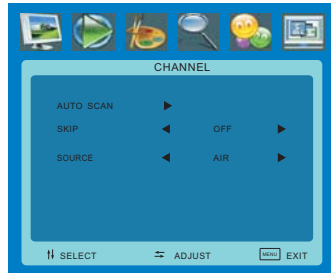 CHANNEL
AUTO SCAN
SKIP OFF
SOURCE AIR
SELECT ADJUST MENU EXIT